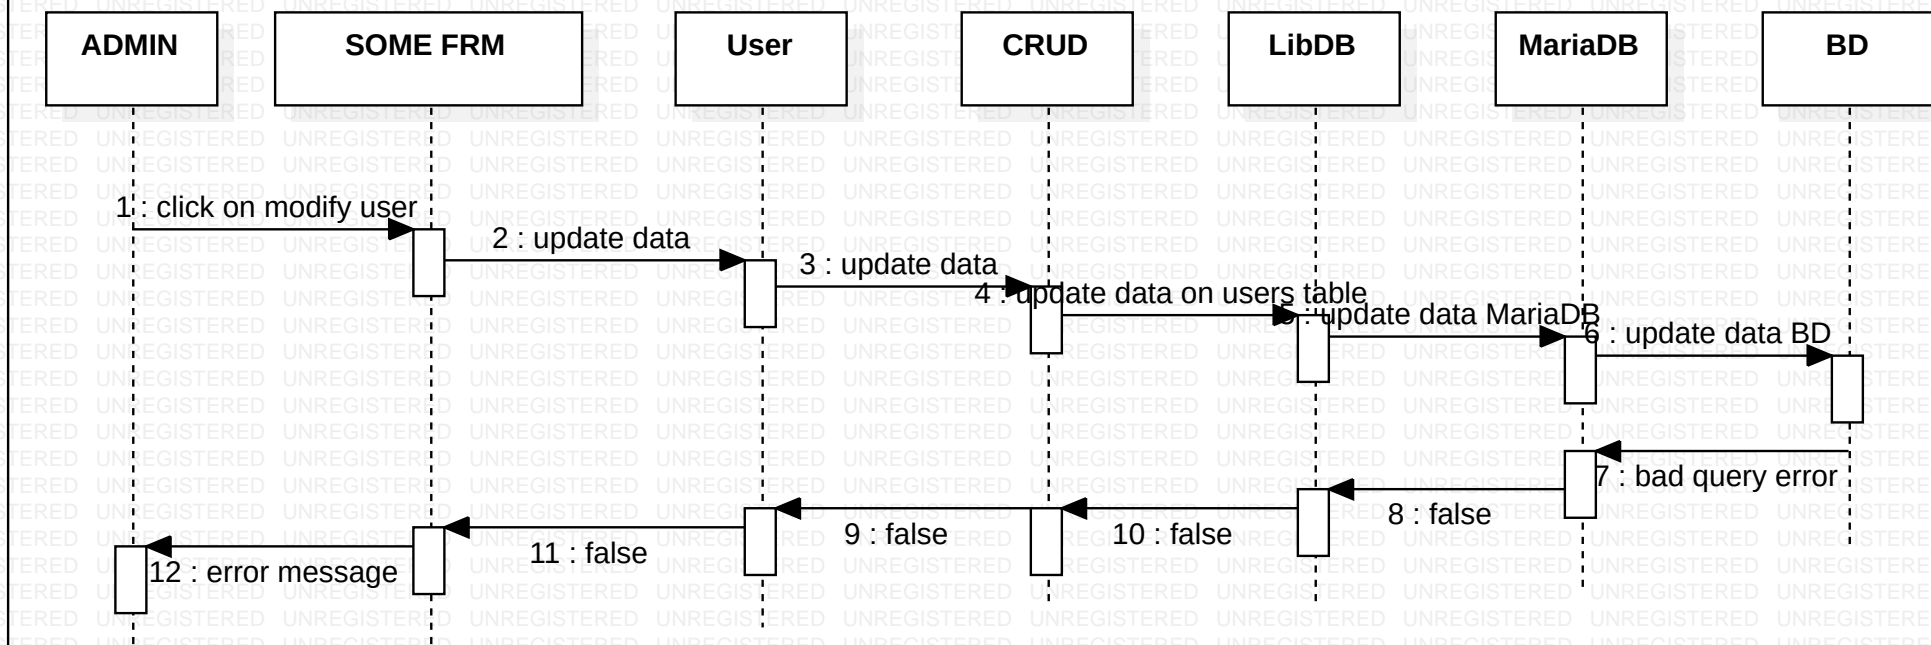 ADMIN
SOME FRM
User
CRUD
LibDB
MariaDB
BD
1 : click on modify user
2 : update data
3 : update data
4 : update data on users table
5 : update data MariaDB
6 : update data BD
7 : bad query error
8 : false
9 : false
10 : false
11 : false
12 : error message
UNREGISTERED